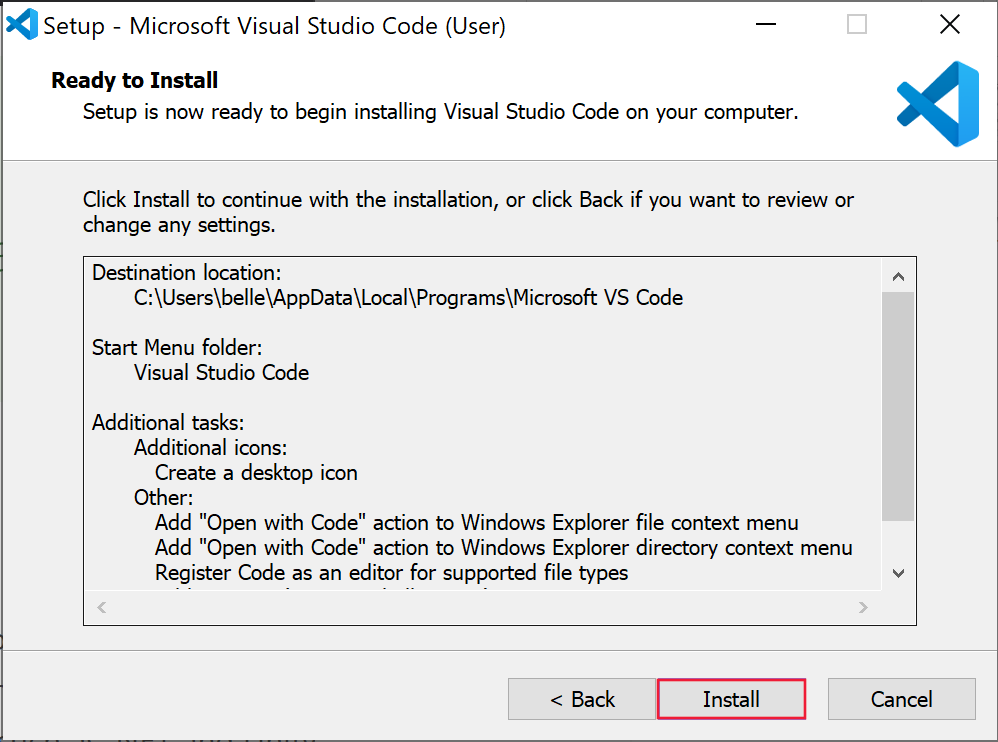 Setup - Microsoft Visual Studio Code (User)
Ready to Install
Setup is now ready to begin installing Visual Studio Code on your computer.
Click Install to continue with the installation, or click Back if you want to review or
change any settings.
Destination location:
C:\Users\belle\AppData\Local\Programs\Microsoft VS Code
Start Menu folder:
Visual Studio Code
Additional tasks:
Additional icons:
Create a desktop icon
Other:
Add "Open with Code" action to Windows Explorer file context menu
Add "Open with Code" action to Windows Explorer directory context menu
Register Code as an editor for supported file types
< Back
Install
Cancel